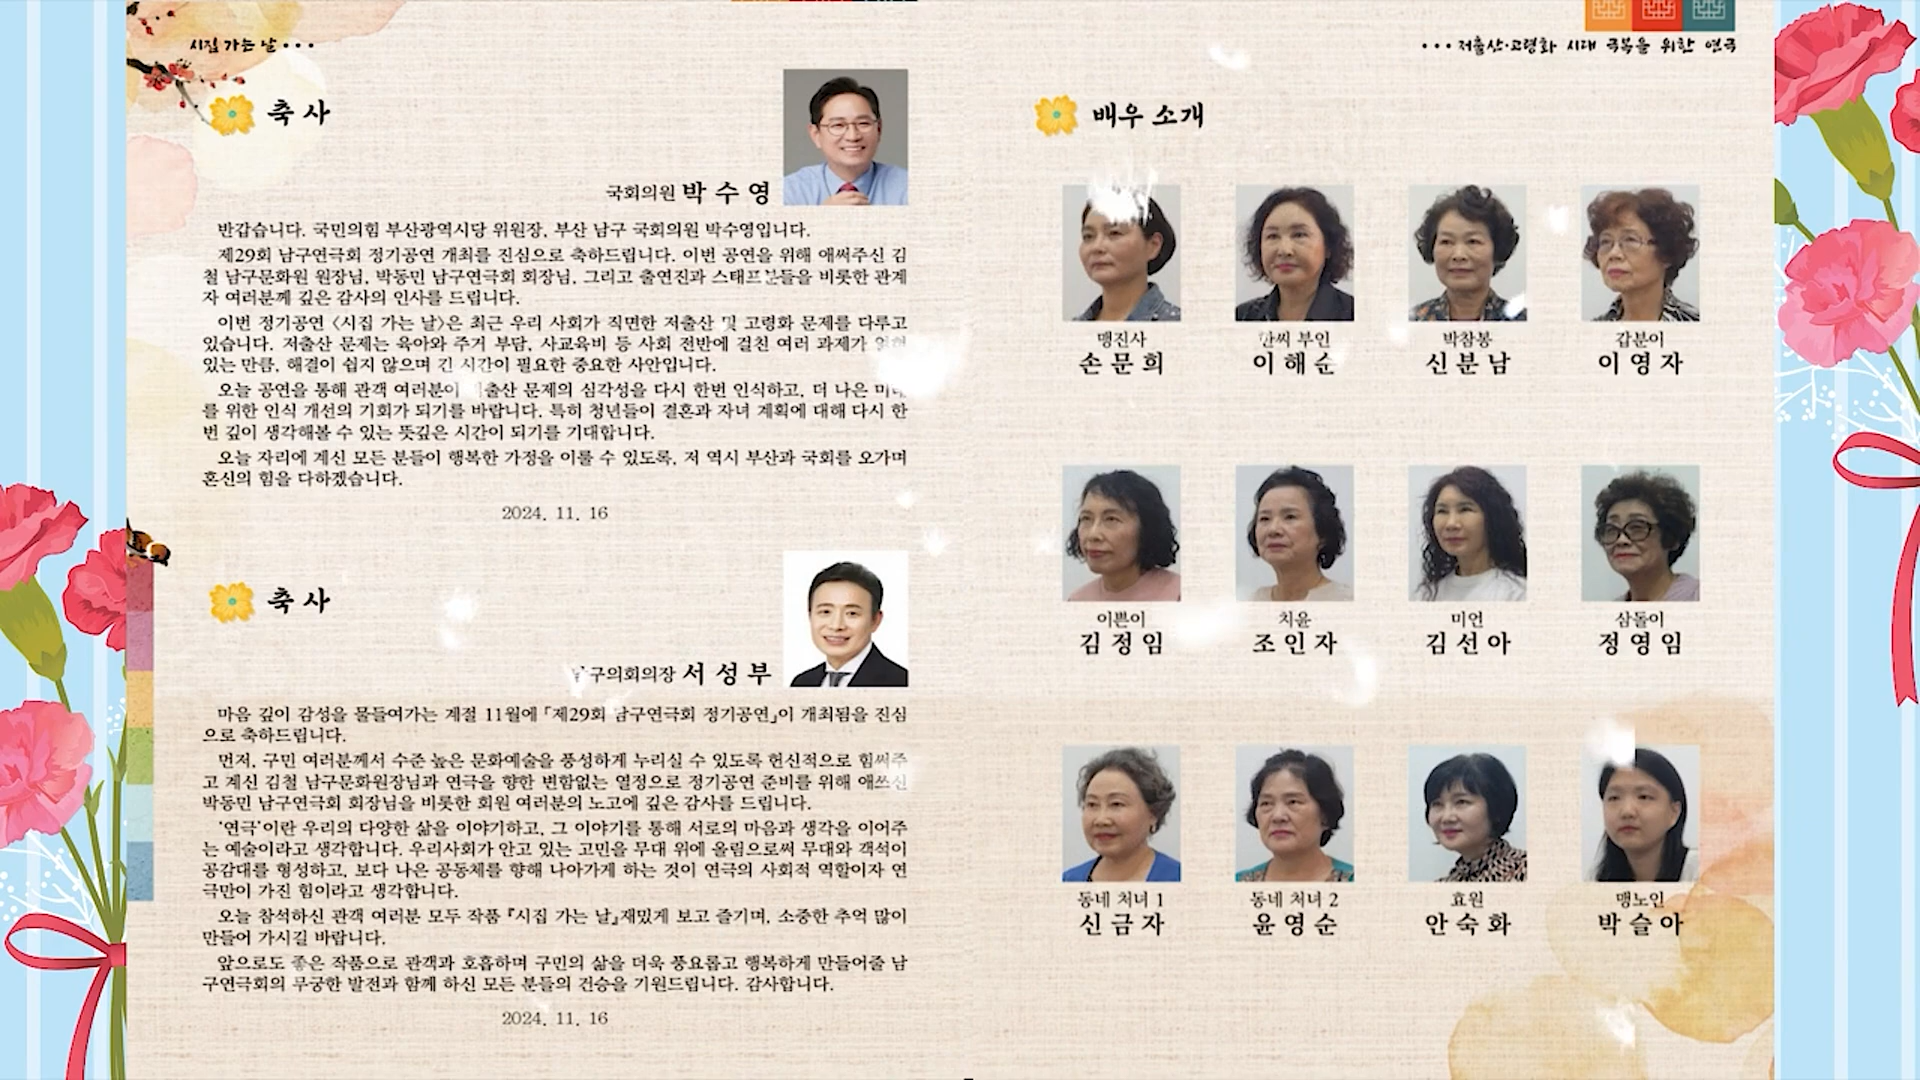 시집 가는 날 • • •
축 사
국회의원 박 수 영
반갑습니다. 국민의힘 부산광역시당 위원장, 부산 남구 국회의원 박수영입니다.
제29회 남구연극회 정기공연 개최를 진심으로 축하드립니다. 이번 공연을 위해 애써주신 김
철 남구문화원 원장님, 박동민 남구연극회 회장님, 그리고 출연진과 스태프분들을 비롯한 관계
자 여러분께 깊은 감사의 인사를 드립니다.
이번 정기공연 〈시집 가는 날〉은 최근 우리 사회가 직면한 저출산 및 고령화 문제를 다루고
있습니다. 저출산 문제는 육아와 주거 부담, 사교육비 등 사회 전반에 걸친 여러 과제가
있는 만큼, 해결이 쉽지 않으며 긴 시간이 필요한 중요한 사안입니다.
오늘 공연을 통해 관객 여러분이 문제의 심각성을 다시 한번 인식하고, 더 나은
를 위한 인식 개선의 기회가 되기를 바랍니다. 특히 청년들이 결혼과 자녀 계획에 대해 다시 한
번 깊이 생각해볼 수 있는 뜻깊은 시간이 되기를 기대합니다.
오늘 자리에 계신 모든 분들이 행복한 가정을 이룰 수 있도록, 저 역시 부산과 국회를 오가며
혼신의 힘을 다하겠습니다.
2024. 11. 16
축 사
남구의회의장 서 성 부
마음 깊이 감성을 물들여가는 계절 11월에 「제29회 남구연극회 정기공연」이 개최됨을 진심
으로 축하드립니다.
먼저, 구민 여러분께서 수준 높은 문화예술을 풍성하게 누리실 수 있도록 헌신적으로 힘써주
고 계신 김철 남구문화원장님과 연극을 향한 변함없는 열정으로 정기공연 준비를 위해 애쓰신
박동민 남구연극회 회장님을 비롯한 회원 여러분의 노고에 깊은 감사를 드립니다.
'연극'이란 우리의 다양한 삶을 이야기하고, 그 이야기를 통해 서로의 마음과 생각을 이어주
는 예술이라고 생각합니다. 우리사회가 안고 있는 고민을 무대 위에 올림으로써 무대와 객석이
공감대를 형성하고, 보다 나은 공동체를 향해 나아가게 하는 것이 연극의 사회적 역할이자 연
극만이 가진 힘이라고 생각합니다.
오늘 참석하신 관객 여러분 모두 작품 『시집 가는 날』재밌게 보고 즐기며, 소중한 추억 많이
만들어 가시길 바랍니다.
앞으로도 좋은 작품으로 관객과 호흡하며 구민의 삶을 더욱 풍요롭고 행복하게 만들어줄 남
구연극회의 무궁한 발전과 함께 하신 모든 분들의 건승을 기원드립니다. 감사합니다.
2024. 11. 16
• • • 저출산·고령화 시대 극복을 위한 연극
배우 소개
맹진사 한씨 부인 박참봉 갑분이
손 문 희 이 해 순 신 분 남 이 영 자
이쁜이 치윤 미언 삼돌이
김 정 임 조 인 자 김 선 아 정 영 임
동네 처녀 1 동네 처녀 2 효원 맹노인
신 금 자 윤 영 순 안 숙 화 박 슬 아